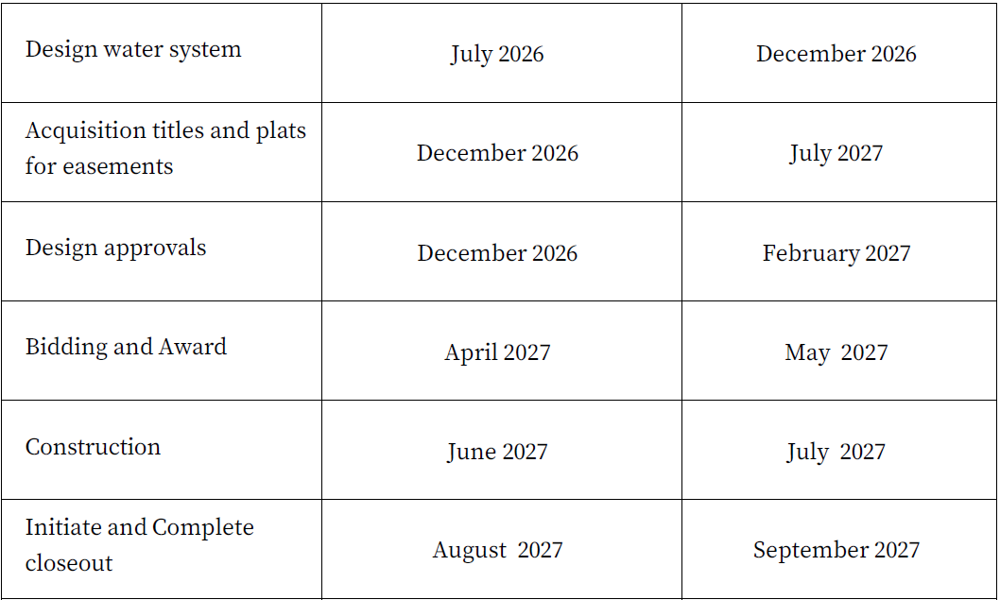 Design water system
July 2026
December 2026
Acquisition titles and plats
for easements
December 2026
July 2027
Design approvals
December 2026
February 2027
Bidding and Award
April 2027
May  2027
Construction
June 2027
July  2027
Initiate and Complete
closeout
August  2027
September 2027